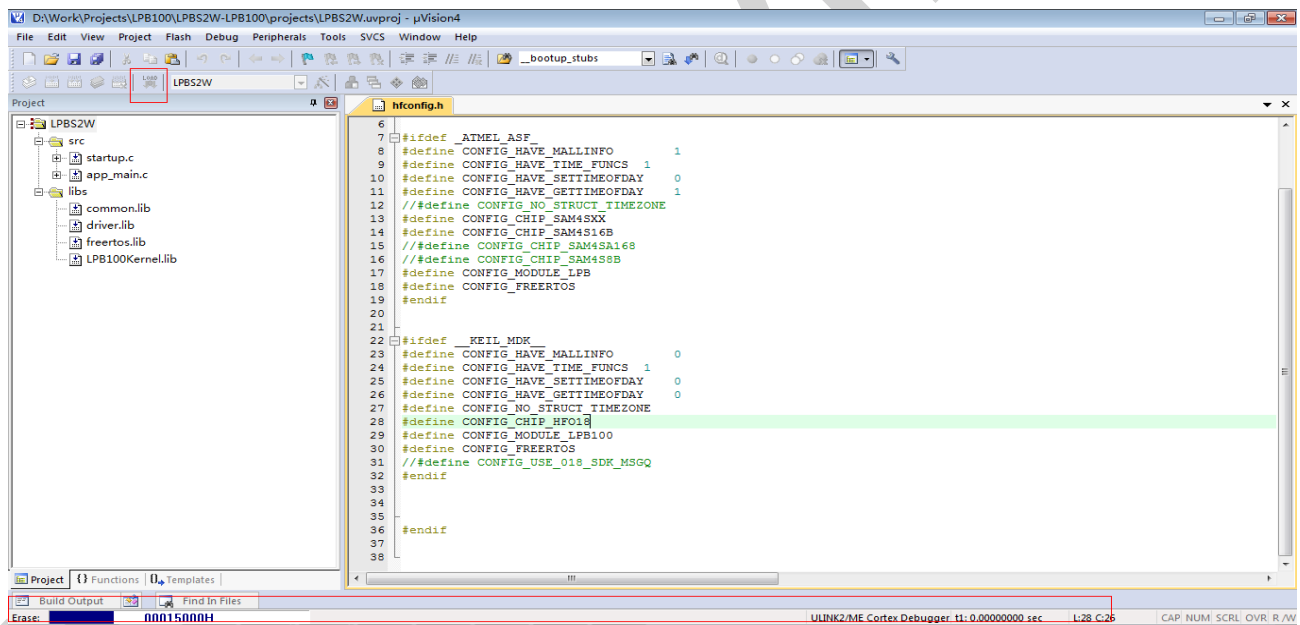 D:\Work\Projects\LPB100\LPBS2W-LPB100\projects\LPBS2W.uvproj - µVision4
File Edit View Project Flash Debug Peripherals Tools SVCS Window Help
__bootup_stubs
LOAD LPBS2W
Project
hfconfig.h
LPBS2W
src
startup.c
app_main.c
libs
common.lib
driver.lib
freertos.lib
LPB100Kernel.lib
6
7 #ifdef _ATMEL_ASF_
8 #define CONFIG_HAVE_MALLINFO 1
9 #define CONFIG_HAVE_TIME_FUNCS 1
10 #define CONFIG_HAVE_SETTIMEOFDAY 0
11 #define CONFIG_HAVE_GETTIMEOFDAY 1
12 //#define CONFIG_NO_STRUCT_TIMEZONE
13 #define CONFIG_CHIP_SAM4SXX
14 #define CONFIG_CHIP_SAM4S16B
15 //#define CONFIG_CHIP_SAM4SA16B
16 //#define CONFIG_CHIP_SAM4S8B
17 #define CONFIG_MODULE_LPB
18 #define CONFIG_FREERTOS
19 #endif
20
21
22 #ifdef __KEIL_MDK__
23 #define CONFIG_HAVE_MALLINFO 0
24 #define CONFIG_HAVE_TIME_FUNCS 1
25 #define CONFIG_HAVE_SETTIMEOFDAY 0
26 #define CONFIG_HAVE_GETTIMEOFDAY 0
27 #define CONFIG_NO_STRUCT_TIMEZONE
28 #define CONFIG_CHIP_HF018
29 #define CONFIG_MODULE_LPB100
30 #define CONFIG_FREERTOS
31 //#define CONFIG_USE_018_SDK_MSGQ
32 #endif
33
34
35
36 #endif
37
38
Project {} Functions 0 Templates
Build Output Find In Files
Erase: 00015000H ULINK2/ME Cortex Debugger t1: 0.00000000 sec L:28 C:26 CAP NUM SCRL OVR R/W